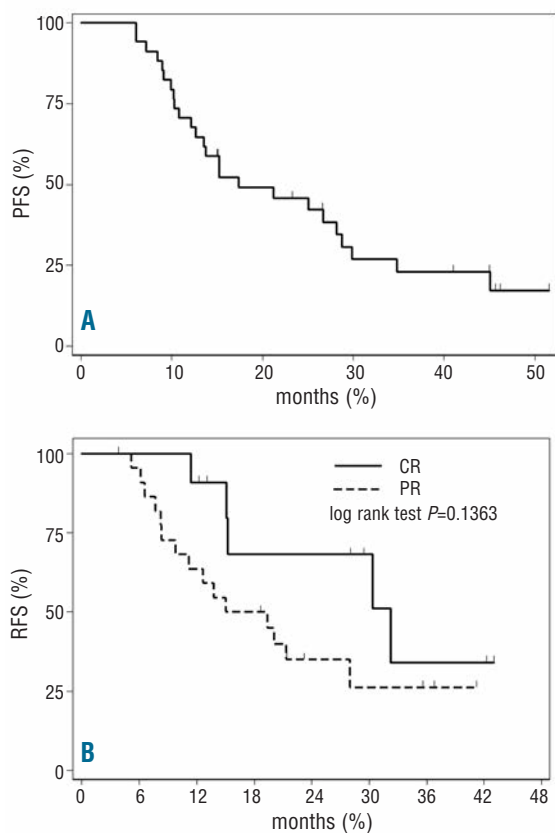 100
75
50
25
0
PFS (%)
A
0 10 20 30 40 50
months (%)
100
75
50
25
0
RFS (%)
CR
PR
log rank test P=0.1363
B
0 6 12 18 24 30 36 42 48
months (%)